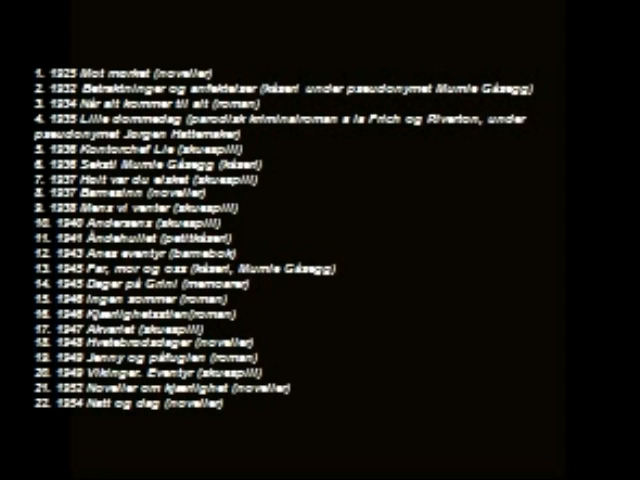 1. 1925 Mot mørket (noveller)
2. 1932 Betraktninger og anfektelser (kåseri under pseudonymet Mumle Gåsegg)
3. 1934 Når alt kommer til alt (roman)
4. 1935 Lille dommedag (parodisk kriminalroman a la Frich og Riverton, under
pseudonymet Jørgen Hattemaker)
5. 1936 Kontorchef Lie (skuespill)
6. 1936 Seksti Mumle Gåsegg (kåseri)
7. 1937 Holt var du elsket (skuespill)
8. 1937 Barnesinn (noveller)
9. 1938 Mens vi venter (skuespill)
10. 1940 Andersens (skuespill)
11. 1941 Åndehullet (petitkåseri)
12. 1943 Anes eventyr (barnebok)
13. 1945 Far, mor og oss (kåseri, Mumle Gåsegg)
14. 1945 Dager på Grini (memoarer)
15. 1946 Ingen sommer (roman)
16. 1946 Kjærlighetsstien(roman)
17. 1947 Akvariet (skuespill)
18. 1948 Hvetebrødsdager (noveller)
19. 1949 Jenny og påfuglen (roman)
20. 1949 Vikinger. Eventyr (skuespill)
21. 1952 Noveller om kjærlighet (noveller)
22. 1954 Natt og dag (noveller)